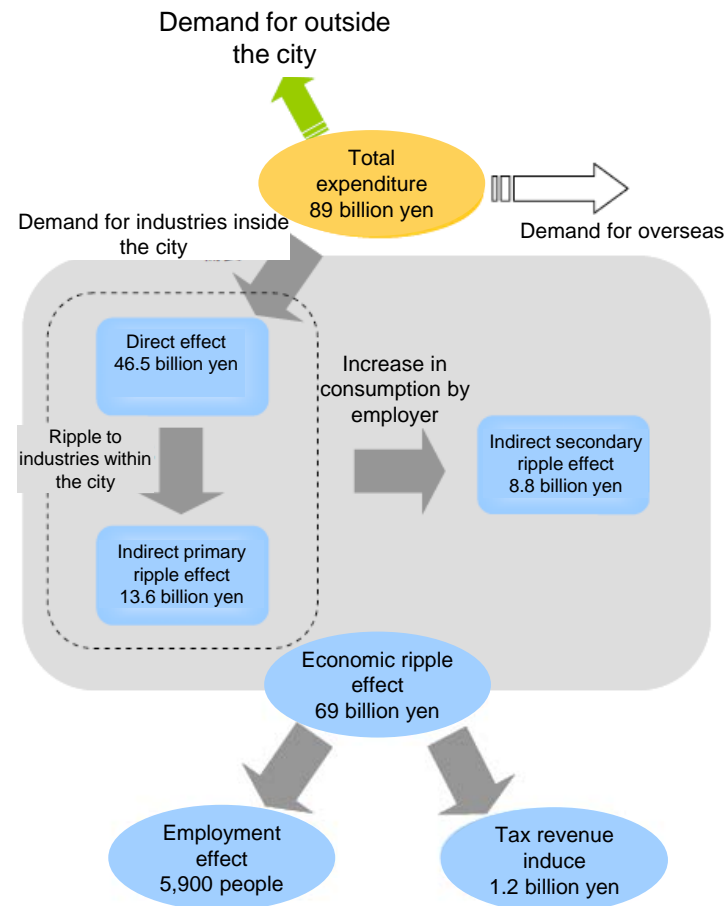 Demand for outside
the city
Total
expenditure
89 billion yen
Demand for overseas
Demand for industries inside
the city
Direct effect
46.5 billion yen
Ripple to
industries within
the city
Indirect primary
ripple effect
13.6 billion yen
Increase in
consumption by
employer
Indirect secondary
ripple effect
8.8 billion yen
Economic ripple
effect
69 billion yen
Employment
effect
5,900 people
Tax revenue
induce
1.2 billion yen